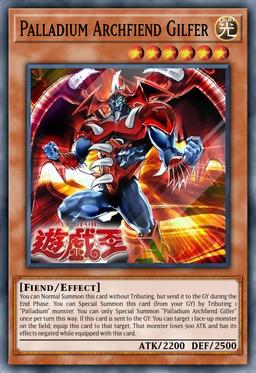 PALLADIUM ARCHFIEND GILFER
光
遊戯王
[FIEND/EFFECT]
You can Normal Summon this card without Tributing, but send it to the GY during the
End Phase. You can Special Summon this card (from your GY) by Tributing 1
"Palladium" monster. You can only Special Summon "Palladium Archfiend Gilfer"
once per turn this way. If this card is sent to the GY: You can target 1 face-up monster
on the field; equip this card to that target. That monster loses 500 ATK and has its
effects negated while equipped with this card.
ATK/2200 DEF/2500